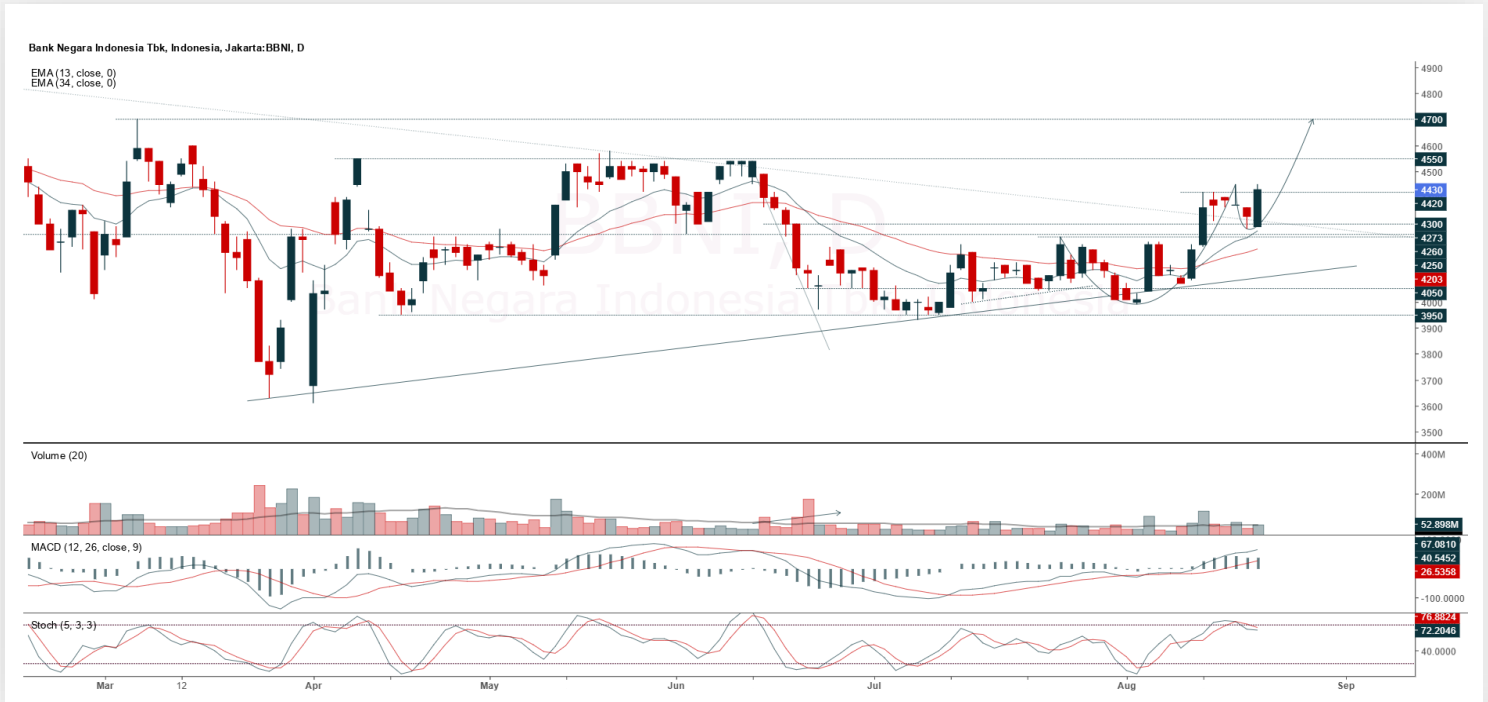 Bank Negara Indonesia Tbk, Indonesia, Jakarta:BBNI, D
EMA (13, close, 0)
EMA (34, close, 0)
BBNI, D
Bank Negara Indonesia Tbk, Indonesia
4900
4800
4700
4600
4550
4500
4430
4420
4300
4273
4260
4250
4203
4050
4000
3950
3900
3800
3700
3600
3500
Volume (20)
400M
200M
52.898M
MACD (12, 26, close, 9)
67.0810
40.5452
26.5358
-100.0000
Stoch (5, 3, 3)
76.8824
72.2046
40.0000
Mar 12 Apr May Jun Jul Aug Sep